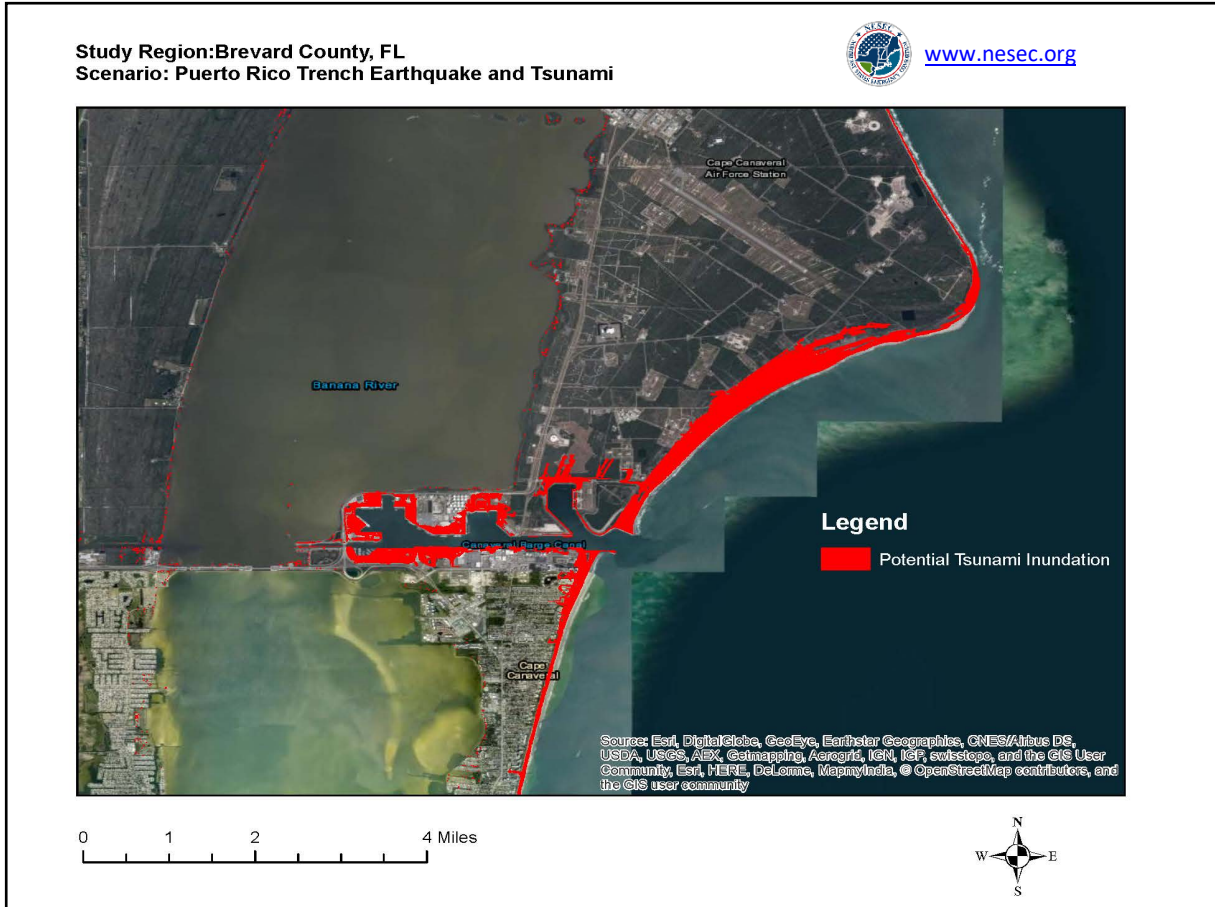 Study Region:Brevard County, FL
Scenario: Puerto Rico Trench Earthquake and Tsunami
NESEC
www.nesec.org
Cape Canaveral
Air Force Station
Banana River
Canaveral Barge Canal
Legend
Potential Tsunami Inundation
Cape
Canaveral
Source: Esri, DigitalGlobe, GeoEye, Earthstar Geographics, CNES/Airbus DS,
USDA, USGS, AEX, Getmapping, Aerogrid, IGN, IGP, swisstopo, and the GIS User
Community, Esri, HERE, DeLorme, MapmyIndia, © OpenStreetMap contributors, and
the GIS user community
0 1 2 4 Miles
N
W E
S